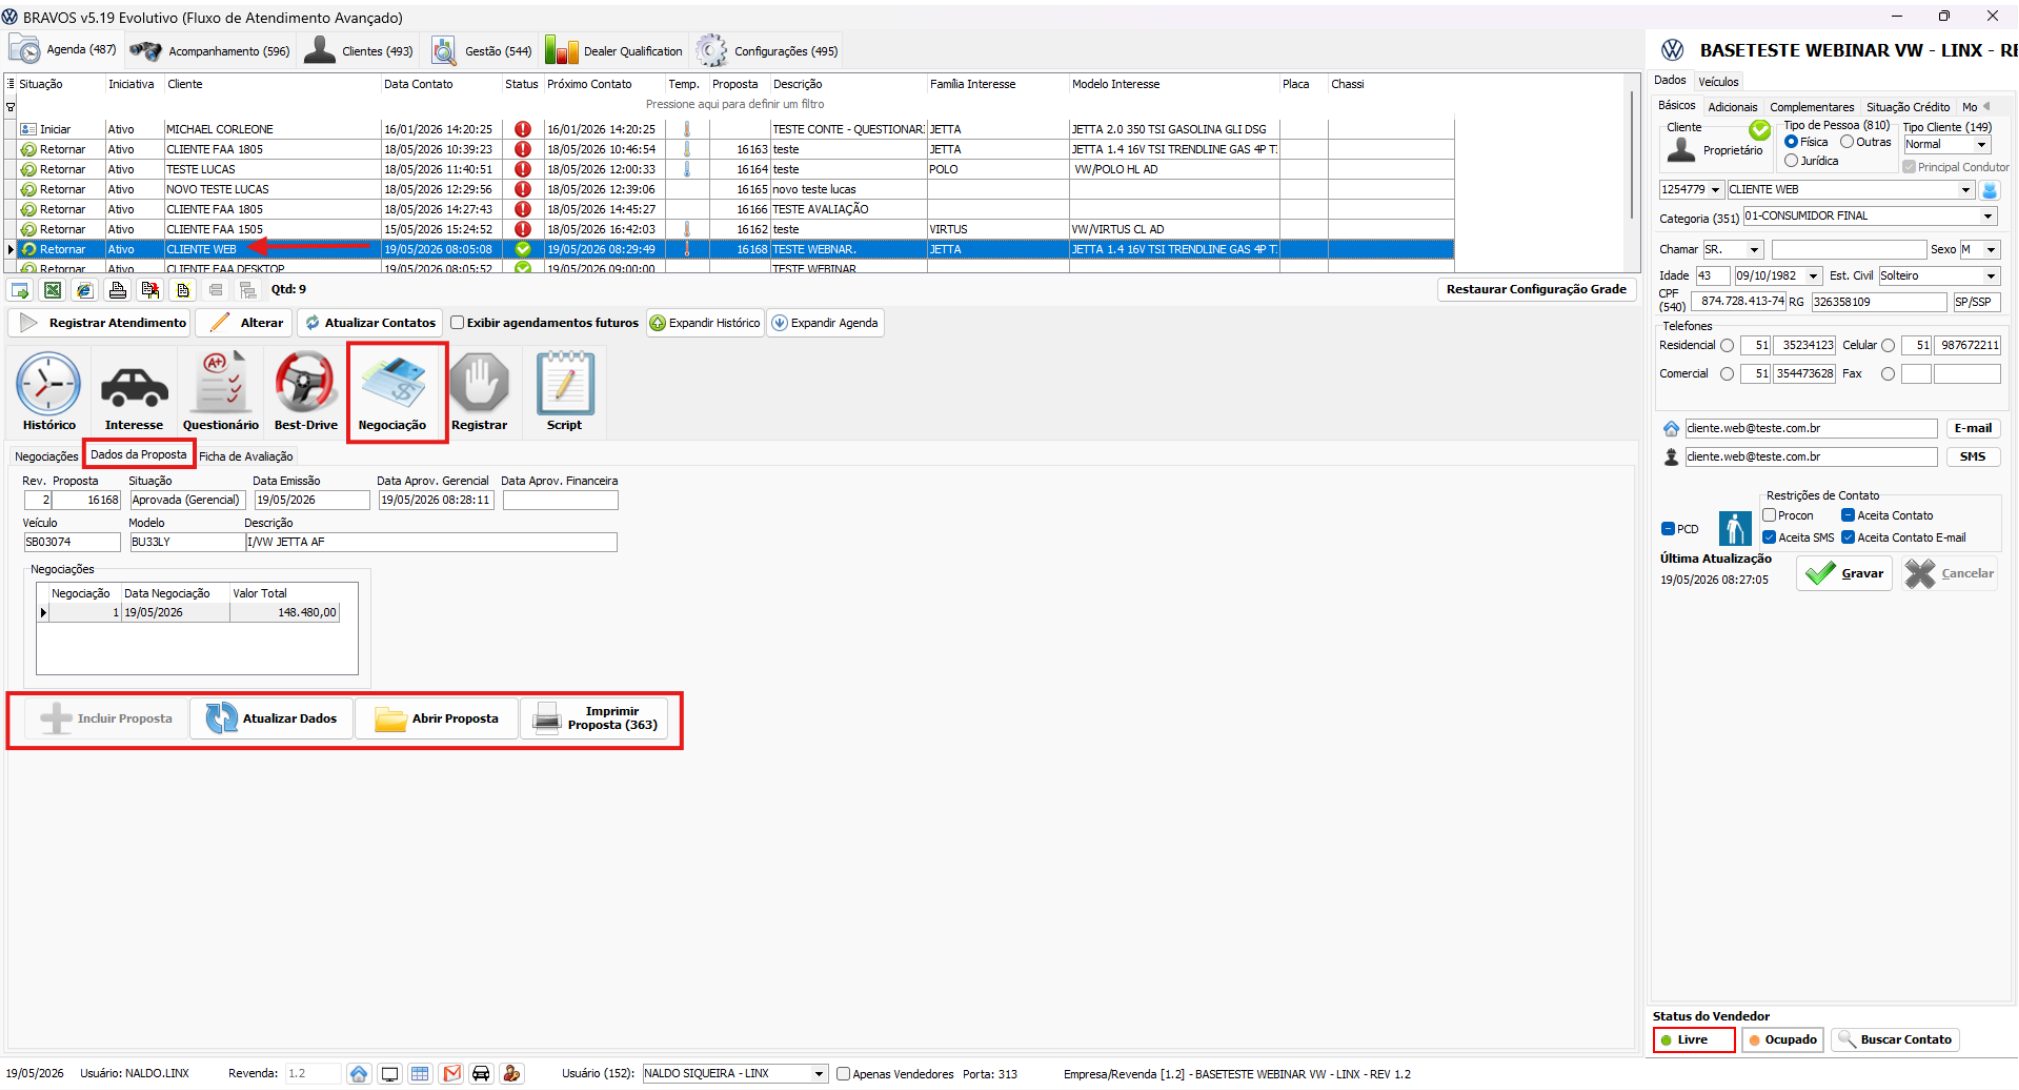 BRAVOS v5.19 Evolutivo (Fluxo de Atendimento Avançado)
Agenda (487) Acompanhamento (596) Clientes (493) Gestão (544) Dealer Qualification Configurações (495)
Situação Iniciativa Cliente Data Contato Status Próximo Contato Temp. Proposta Descrição Família Interesse Modelo Interesse Placa Chassi
Pressione aqui para definir um filtro
Iniciar Ativo MICHAEL CORLEONE 16/01/2026 14:20:25 16/01/2026 14:20:25 TESTE CONTE - QUESTIONAR: JETTA JETTA 2.0 350 TSI GASOLINA GLI DSG
Retornar Ativo CLIENTE FAA 1805 18/05/2026 10:39:23 18/05/2026 10:46:54 16163 teste JETTA JETTA 1.4 16V TSI TRENDLINE GAS 4P T.
Retornar Ativo TESTE LUCAS 18/05/2026 11:40:51 18/05/2026 12:00:33 16164 teste POLO VW/POLO HL AD
Retornar Ativo NOVO TESTE LUCAS 18/05/2026 12:29:56 18/05/2026 12:39:06 16165 novo teste lucas
Retornar Ativo CLIENTE FAA 1805 18/05/2026 14:27:43 18/05/2026 14:45:27 16166 TESTE AVALIAÇÃO
Retornar Ativo CLIENTE FAA 1505 15/05/2026 15:24:52 18/05/2026 16:42:03 16162 teste VIRTUS VW/VIRTUS CL AD
Retornar Ativo CLIENTE WEB 19/05/2026 08:05:08 19/05/2026 08:29:49 16168 TESTE WEBNAR. JETTA JETTA 1.4 16V TSI TRENDLINE GAS 4P T.
Retornar Ativo CLIENTE FAA DESKTOP 19/05/2026 08:05:52 19/05/2026 09:00:00 TESTE WEBINAR
Qtd: 9 Restaurar Configuração Grade
Registrar Atendimento Alterar Atualizar Contatos Exibir agendamentos futuros Expandir Histórico Expandir Agenda
Histórico Interesse Questionário Best-Drive Negociação Registrar Script
Negociações Dados da Proposta Ficha de Avaliação
Rev. Proposta Situação Data Emissão Data Aprov. Gerencial Data Aprov. Financeira
2 16168 Aprovada (Gerencial) 19/05/2026 19/05/2026 08:28:11
Veículo Modelo Descrição
SB03074 BU33LY I/VW JETTA AF
Negociações
Negociação Data Negociação Valor Total
1 19/05/2026 148.480,00
Incluir Proposta Atualizar Dados Abrir Proposta Imprimir Proposta (363)
BASETESTE WEBINAR VW - LINX - RE
Dados Veículos
Básicos Adicionais Complementares Situação Crédito Mo
Cliente Tipo de Pessoa (810) Tipo Cliente (149)
Proprietário Física Outras Normal
Jurídica Principal Condutor
1254779 CLIENTE WEB
Categoria (351) 01-CONSUMIDOR FINAL
Chamar SR. Sexo M
Idade 43 09/10/1982 Est. Civil Solteiro
CPF (540) 874.728.413-74 RG 326358109 SP/SSP
Telefones
Residencial 51 35234123 Celular 51 987672211
Comercial 51 354473628 Fax
cliente.web@teste.com.br E-mail
cliente.web@teste.com.br SMS
Restrições de Contato
PCD Procon Aceita Contato
Aceita SMS Aceita Contato E-mail
Última Atualização
19/05/2026 08:27:05 Gravar Cancelar
Status do Vendedor
Livre Ocupado Buscar Contato
19/05/2026 Usuário: NALDO.LINX Revenda: 1.2 Usuário (152): NALDO SIQUEIRA - LINX Apenas Vendedores Porta: 313 Empresa/Revenda [1.2] - BASETESTE WEBINAR VW - LINX - REV 1.2